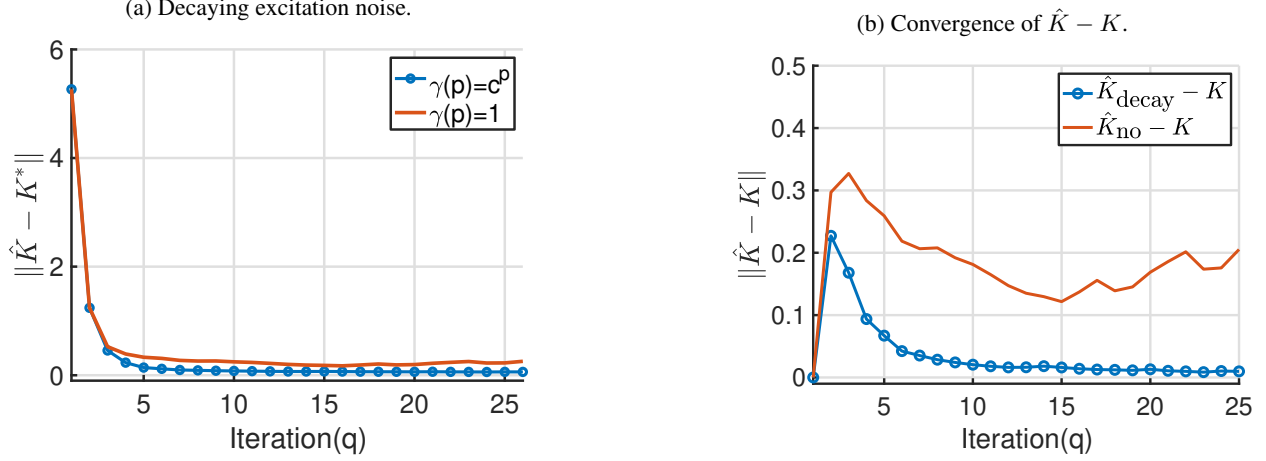 (a) Decaying excitation noise.
6
4
2
0
5
10
15
20
25
‖K̂ − K*‖
Iteration(q)
γ(p)=c^p
γ(p)=1
(b) Convergence of K̂ − K.
0.5
0.4
0.3
0.2
0.1
0
5
10
15
20
25
‖K̂ − K‖
Iteration(q)
K̂_decay − K
K̂_no − K